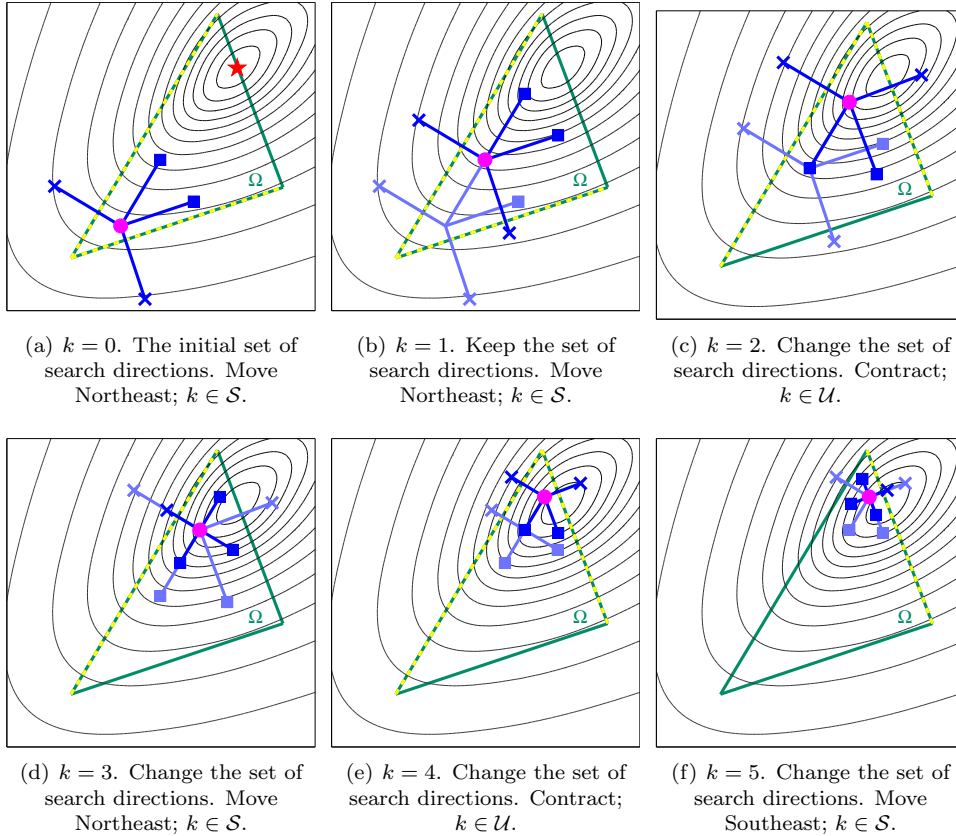 Ω
Ω
Ω
(a) k = 0. The initial set of
search directions. Move
Northeast; k ∈ 𝒮.
(b) k = 1. Keep the set of
search directions. Move
Northeast; k ∈ 𝒮.
(c) k = 2. Change the set of
search directions. Contract;
k ∈ 𝒰.
Ω
Ω
Ω
(d) k = 3. Change the set of
search directions. Move
Northeast; k ∈ 𝒮.
(e) k = 4. Change the set of
search directions. Contract;
k ∈ 𝒰.
(f) k = 5. Change the set of
search directions. Move
Southeast; k ∈ 𝒮.